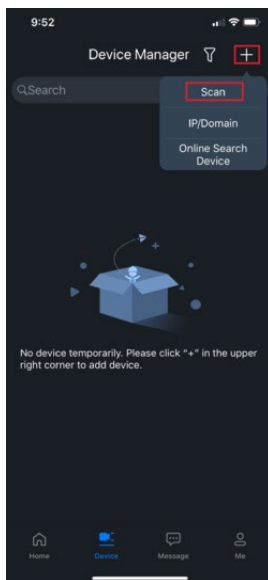 9:52
Device Manager
Search
Scan
IP/Domain
Online Search
Device
No device temporarily. Please click "+" in the upper
right corner to add device.
Home
Device
Message
Me